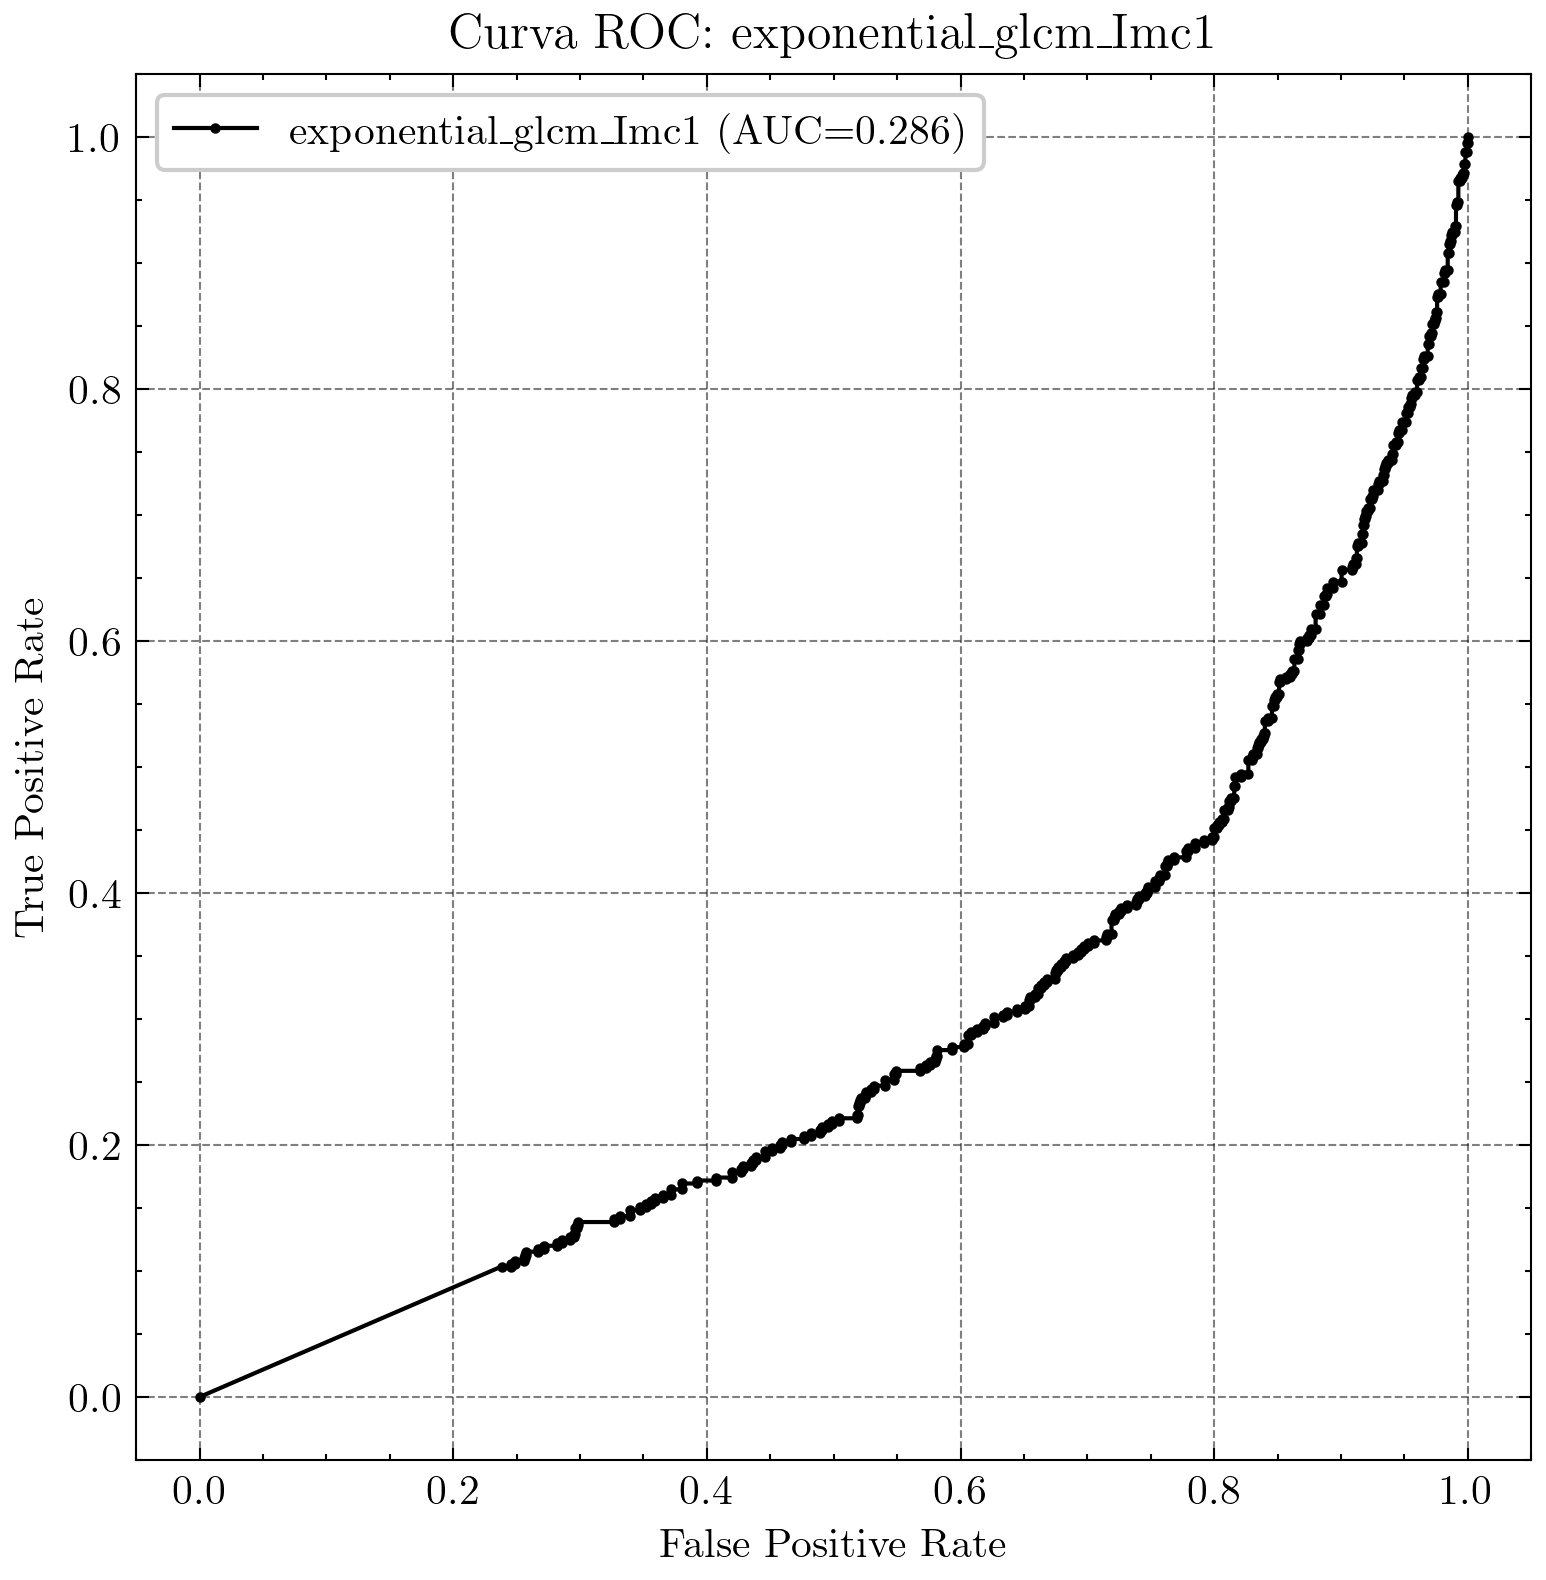 Curva ROC: exponential_glcm_Imc1
exponential_glcm_Imc1 (AUC=0.286)
1.0
0.8
0.6
0.4
0.2
0.0
True Positive Rate
0.0 0.2 0.4 0.6 0.8 1.0
False Positive Rate